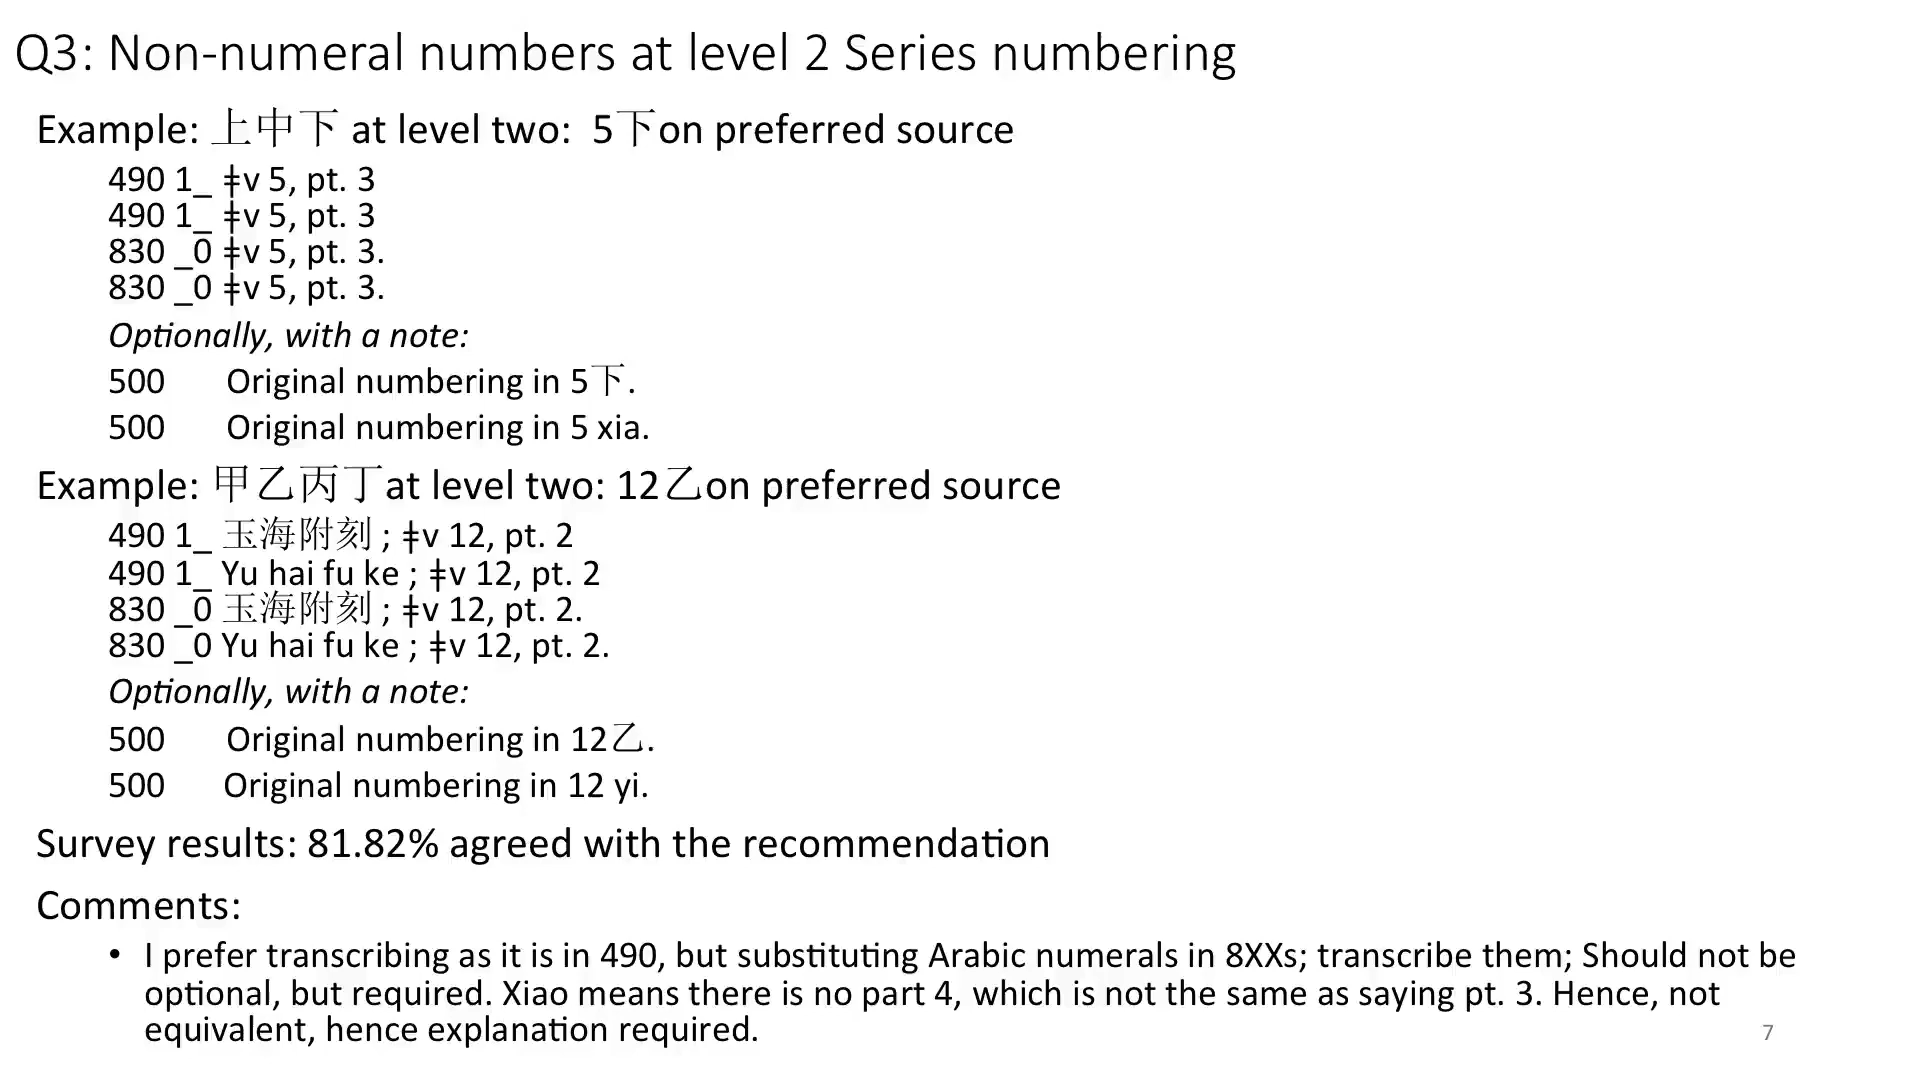 Q3: Non-numeral numbers at level 2 Series numbering
Example: 上中下 at level two:  5下on preferred source
490 1_ ǂv 5, pt. 3
490 1_ ǂv 5, pt. 3
830 _0 ǂv 5, pt. 3.
830 _0 ǂv 5, pt. 3.
Optionally, with a note:
500 Original numbering in 5下.
500 Original numbering in 5 xia.
Example: 甲乙丙丁at level two: 12乙on preferred source
490 1_ 玉海附刻 ; ǂv 12, pt. 2
490 1_ Yu hai fu ke ; ǂv 12, pt. 2
830 _0 玉海附刻 ; ǂv 12, pt. 2.
830 _0 Yu hai fu ke ; ǂv 12, pt. 2.
Optionally, with a note:
500 Original numbering in 12乙.
500 Original numbering in 12 yi.
Survey results: 81.82% agreed with the recommendation
Comments:
• I prefer transcribing as it is in 490, but substituting Arabic numerals in 8XXs; transcribe them; Should not be
optional, but required. Xiao means there is no part 4, which is not the same as saying pt. 3. Hence, not
equivalent, hence explanation required.
7